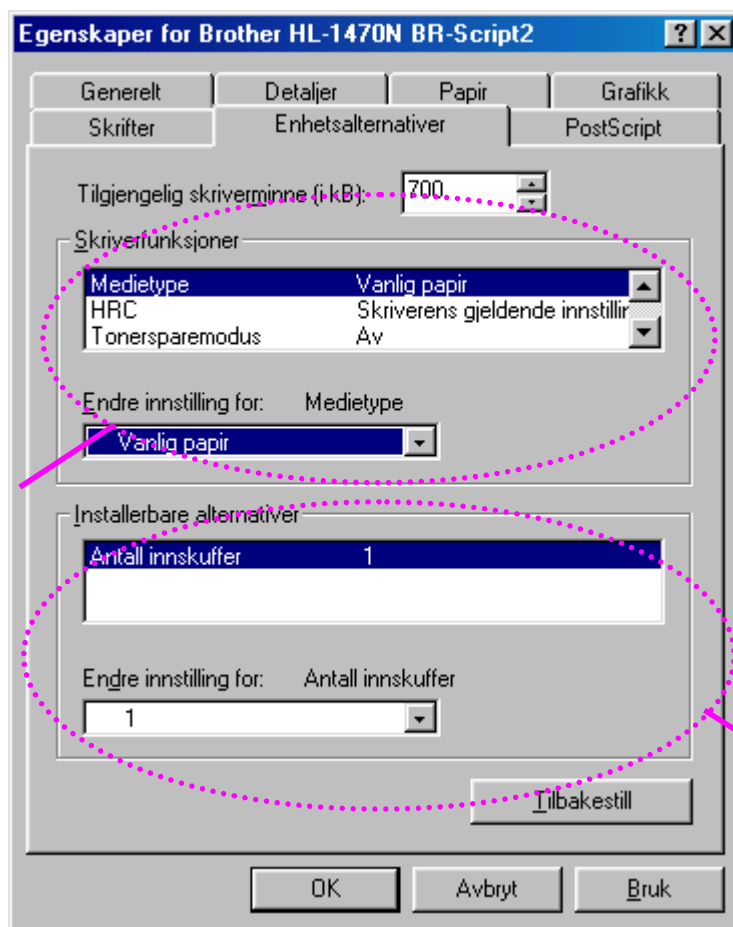 Egenskaper for Brother HL-1470N BR-Script2
Generelt Detaljer Papir Grafikk
Skrifter Enhetsalternativer PostScript
Tilgjengelig skriverminne (i kB): 700
Skriverfunksjoner
Medietype Vanlig papir
HRC Skriverens gjeldende innstillin
Tonersparemodus Av
Endre innstilling for: Medietype
Vanlig papir
Installerbare alternativer
Antall innskuffer 1
Endre innstilling for: Antall innskuffer
1
Tilbakestill
OK Avbryt Bruk